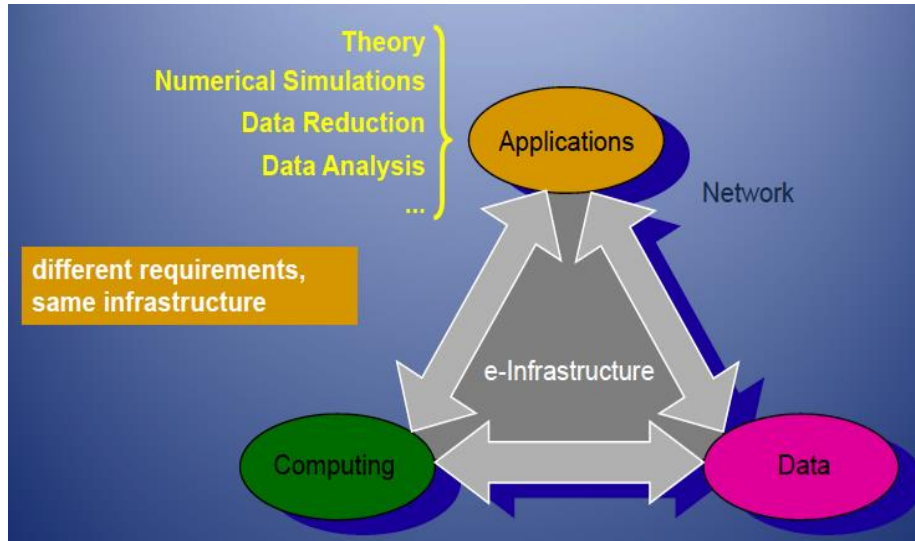 Theory
Numerical Simulations
Data Reduction
Data Analysis
...
Applications
Network
different requirements,
same infrastructure
e-Infrastructure
Computing
Data